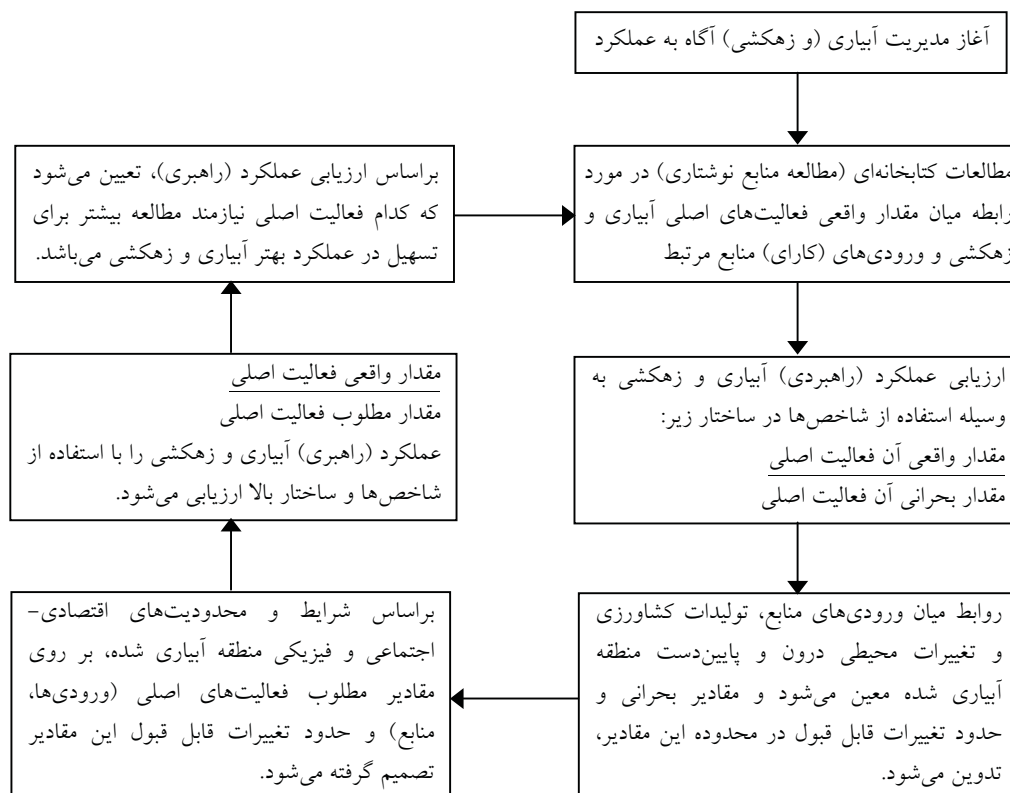 آغاز مدیریت آبیاری (و زهکشی) آگاه به عملکرد
مطالعات کتابخانه‌ای (مطالعه منابع نوشتاری) در مورد
رابطه میان مقدار واقعی فعالیت‌های اصلی آبیاری و
زهکشی و ورودی‌های (کارای) منابع مرتبط
ارزیابی عملکرد (راهبردی) آبیاری و زهکشی به
وسیله استفاده از شاخص‌ها در ساختار زیر:
مقدار واقعی آن فعالیت اصلی
مقدار بحرانی آن فعالیت اصلی
روابط میان ورودی‌های منابع، تولیدات کشاورزی
و تغییرات محیطی درون و پایین‌دست منطقه
آبیاری شده معین می‌شود و مقادیر بحرانی و
حدود تغییرات قابل قبول در محدوده این مقادیر،
تدوین می‌شود.
براساس شرایط و محدودیت‌های اقتصادی-
اجتماعی و فیزیکی منطقه آبیاری شده، بر روی
مقادیر مطلوب فعالیت‌های اصلی (ورودی‌ها،
منابع) و حدود تغییرات قابل قبول این مقادیر
تصمیم گرفته می‌شود.
مقدار واقعی فعالیت اصلی
مقدار مطلوب فعالیت اصلی
عملکرد (راهبری) آبیاری و زهکشی را با استفاده از
شاخص‌ها و ساختار بالا ارزیابی می‌شود.
براساس ارزیابی عملکرد (راهبری)، تعیین می‌شود
که کدام فعالیت اصلی نیازمند مطالعه بیشتر برای
تسهیل در عملکرد بهتر آبیاری و زهکشی می‌باشد.